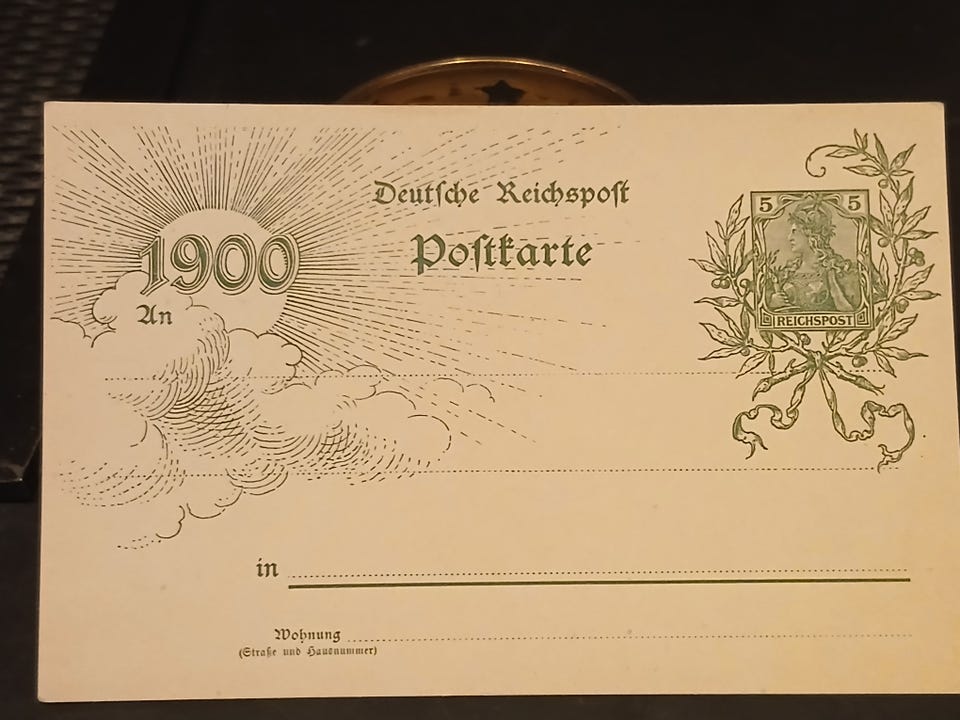 Deutſche Reichspoſt
5 5
1900
Poſtkarte
An
REICHSPOST
in
Wohnung
(Straße und Hausnummer)